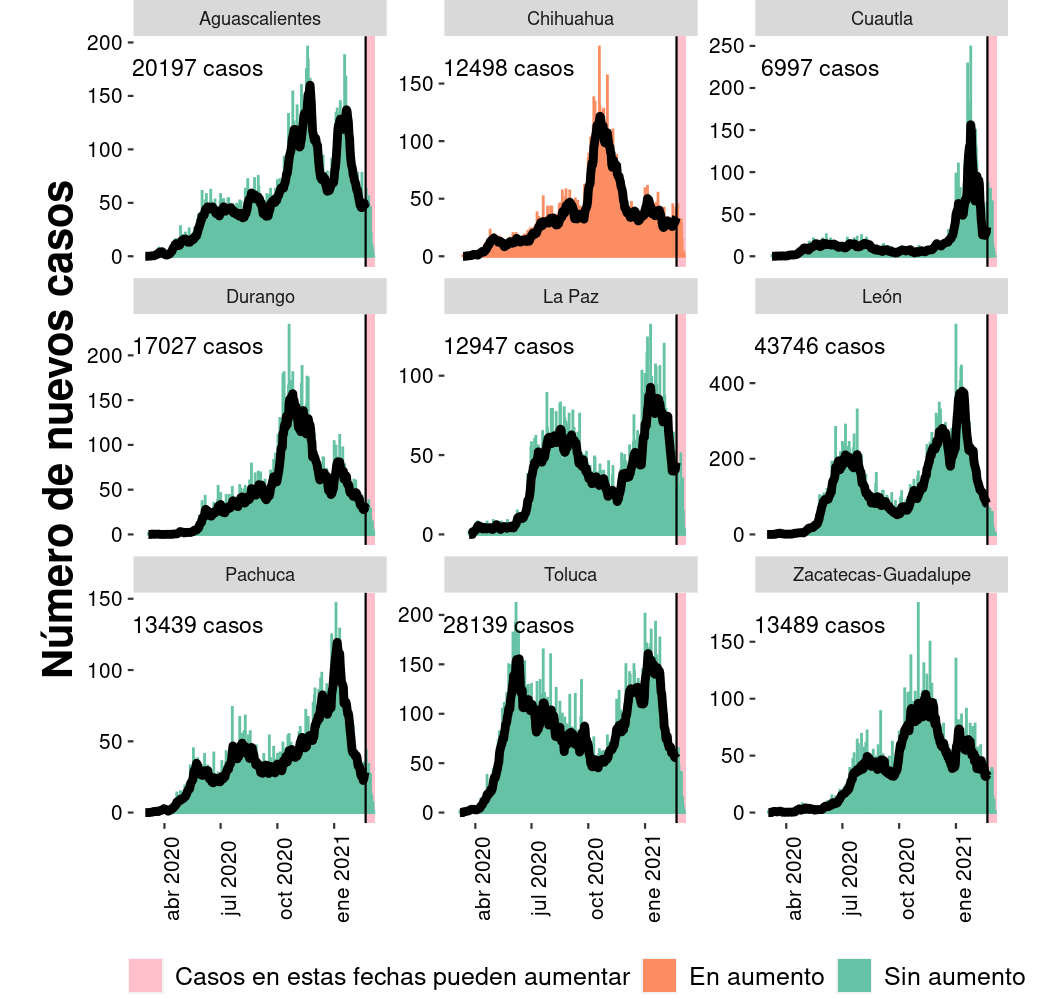 Número de nuevos casos
Aguascalientes
200
150
100
50
0
20197 casos
Chihuahua
150
100
50
0
12498 casos
Cuautla
250
200
150
100
50
0
6997 casos
Durango
200
150
100
50
0
17027 casos
La Paz
100
50
0
12947 casos
León
400
200
0
43746 casos
Pachuca
150
100
50
0
13439 casos
Toluca
200
150
100
50
0
28139 casos
Zacatecas-Guadalupe
150
100
50
0
13489 casos
abr 2020
jul 2020
oct 2020
ene 2021
abr 2020
jul 2020
oct 2020
ene 2021
abr 2020
jul 2020
oct 2020
ene 2021
Casos en estas fechas pueden aumentar
En aumento
Sin aumento